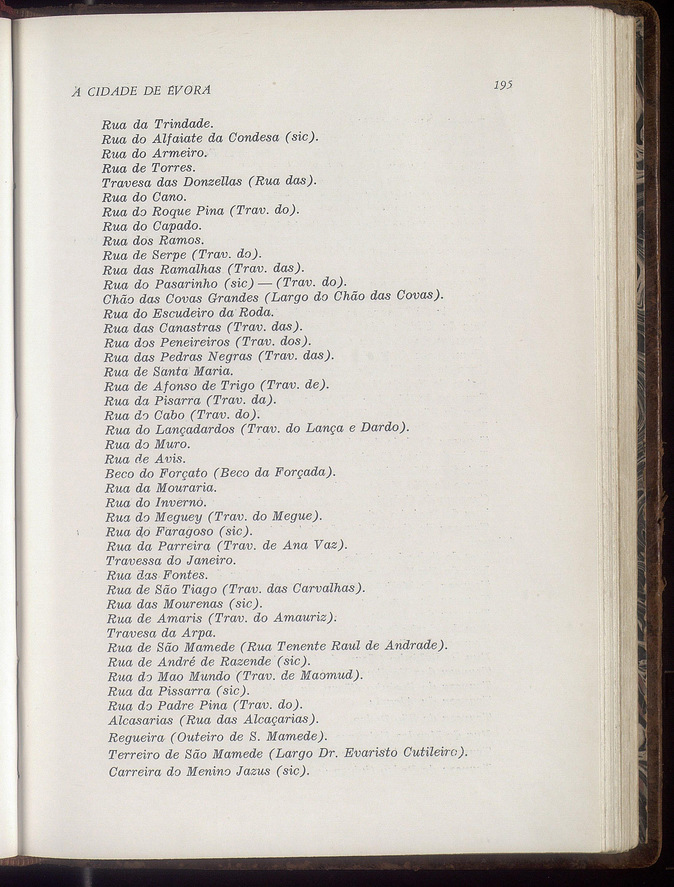 A CIDADE DE ÉVORA 195
Rua da Trindade.
Rua do Alfaiate da Condesa (sic).
Rua do Armeiro.
Rua de Torres.
Travesa das Donzellas (Rua das).
Rua do Cano.
Rua do Roque Pina (Trav. do).
Rua do Capado.
Rua dos Ramos.
Rua de Serpe (Trav. do).
Rua das Ramalhas (Trav. das).
Rua do Pasarinho (sic) — (Trav. do).
Chão das Covas Grandes (Largo do Chão das Covas).
Rua do Escudeiro da Roda.
Rua das Canastras (Trav. das).
Rua dos Peneireiros (Trav. dos).
Rua das Pedras Negras (Trav. das).
Rua de Santa Maria.
Rua de Afonso de Trigo (Trav. de).
Rua da Pisarra (Trav. da).
Rua do Cabo (Trav. do).
Rua do Lançadardos (Trav. do Lança e Dardo).
Rua do Muro.
Rua de Avis.
Beco do Forçato (Beco da Forçada).
Rua da Mouraria.
Rua do Inverno.
Rua do Meguey (Trav. do Megue).
Rua do Faragoso (sic).
Rua da Parreira (Trav. de Ana Vaz).
Travessa do Janeiro.
Rua das Fontes.
Rua de São Tiago (Trav. das Carvalhas).
Rua das Mourenas (sic).
Rua de Amaris (Trav. do Amauriz).
Travesa da Arpa.
Rua de São Mamede (Rua Tenente Raul de Andrade).
Rua de André de Razende (sic).
Rua do Mao Mundo (Trav. de Maomud).
Rua da Pissarra (sic).
Rua do Padre Pina (Trav. do).
Alcasarias (Rua das Alcaçarias).
Regueira (Outeiro de S. Mamede).
Terreiro de São Mamede (Largo Dr. Evaristo Cutileiro).
Carreira do Menino Jazus (sic).